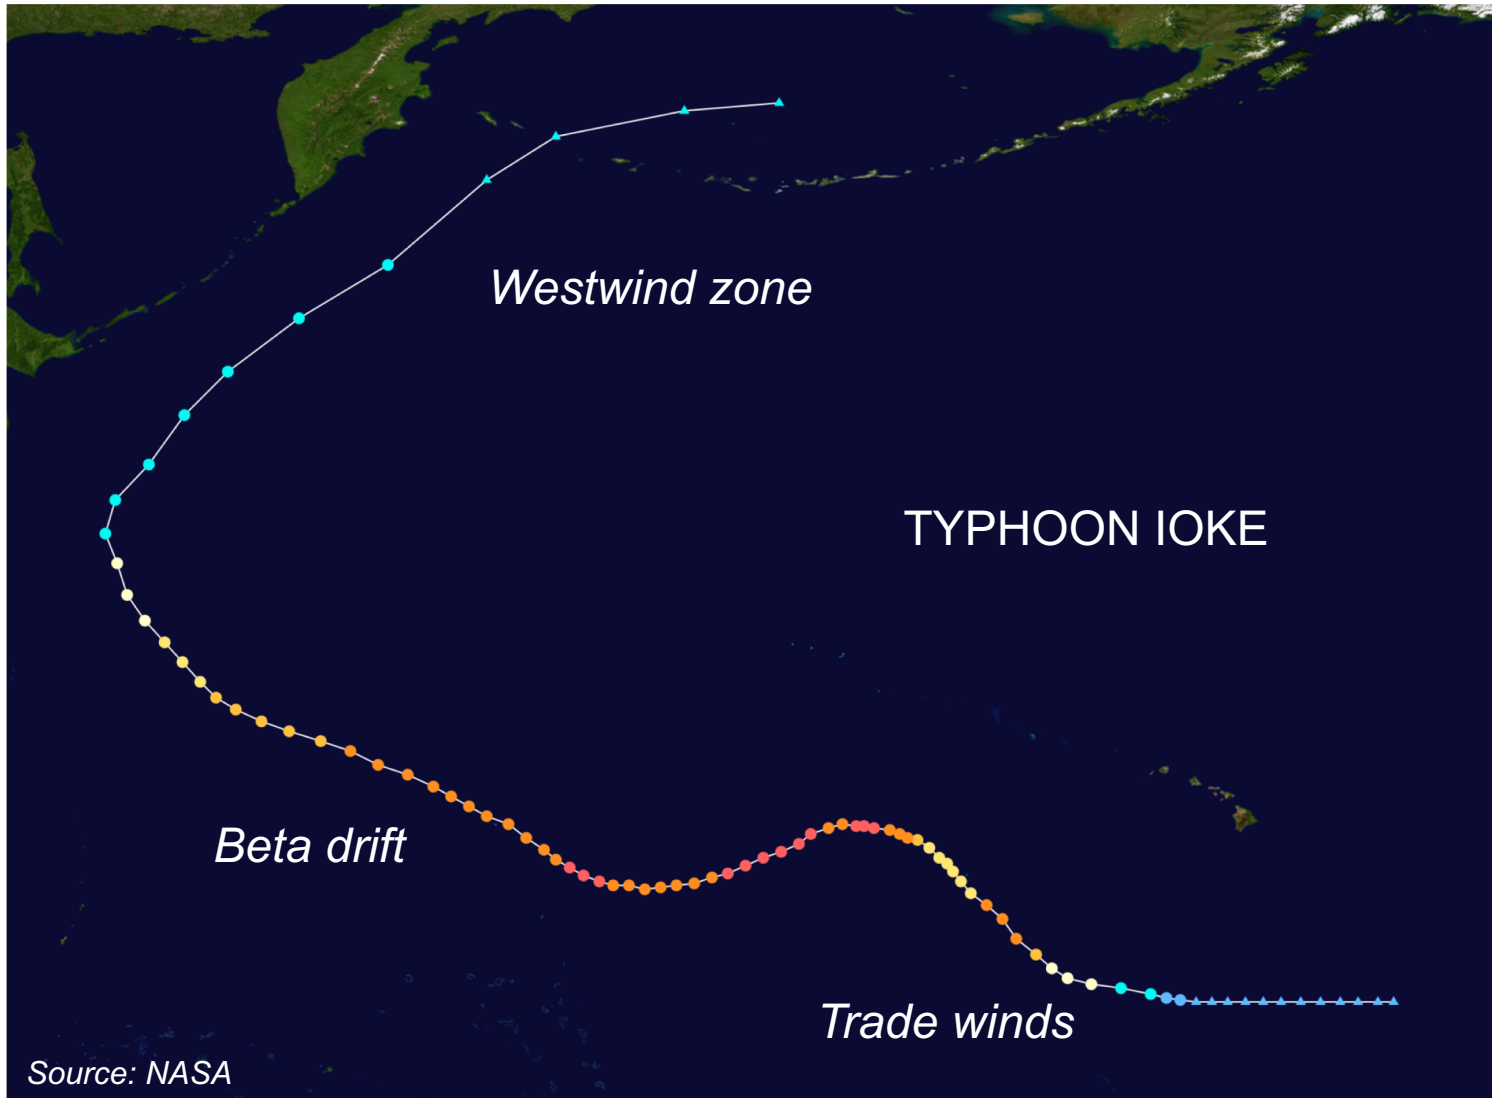 Westwind zone
TYPHOON IOKE
Beta drift
Trade winds
Source: NASA